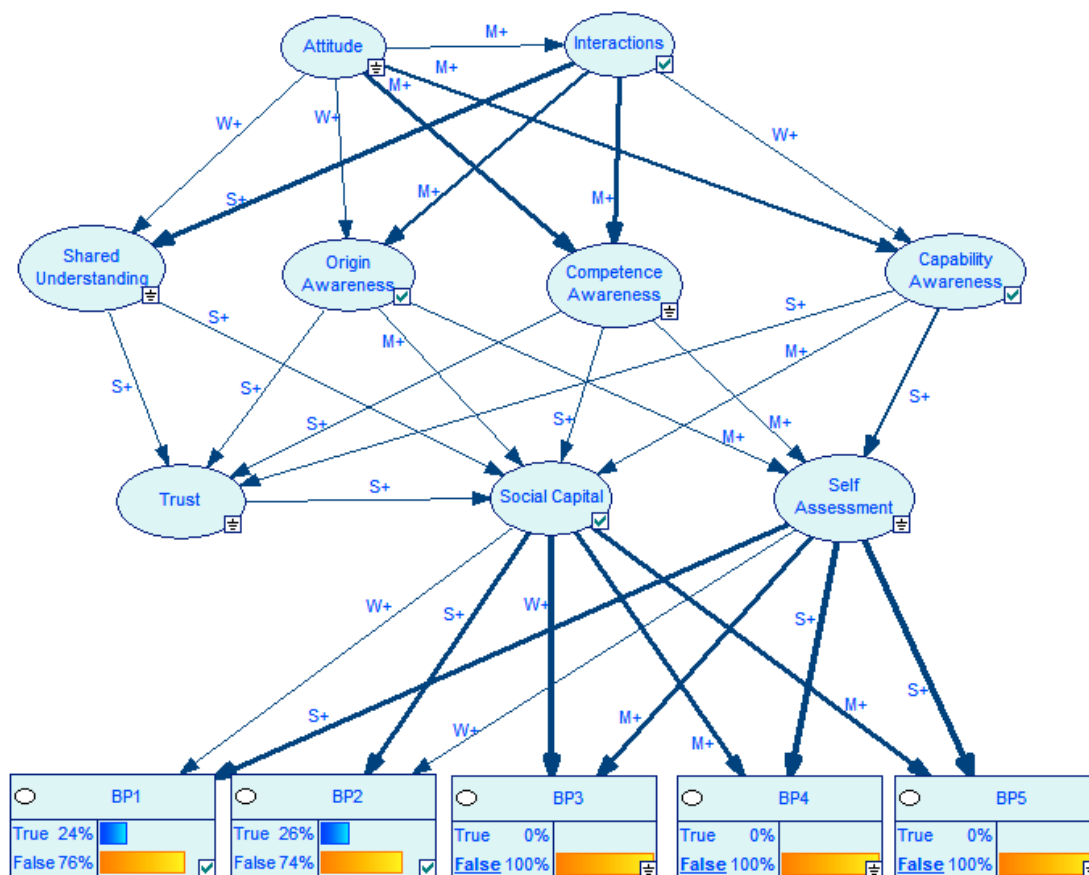 Attitude
M+
Interactions
M+
M+
W+
W+
W+
S+
M+
M+
Shared
Understanding
Origin
Awareness
Competence
Awareness
Capability
Awareness
S+
S+
M+
M+
S+
S+
S+
S+
M+
M+
S+
Trust
S+
Social Capital
Self
Assessment
W+
S+
W+
S+
S+
M+
W+
M+
M+
S+
BP1
True 24%
False 76%
BP2
True 26%
False 74%
BP3
True 0%
False 100%
BP4
True 0%
False 100%
BP5
True 0%
False 100%